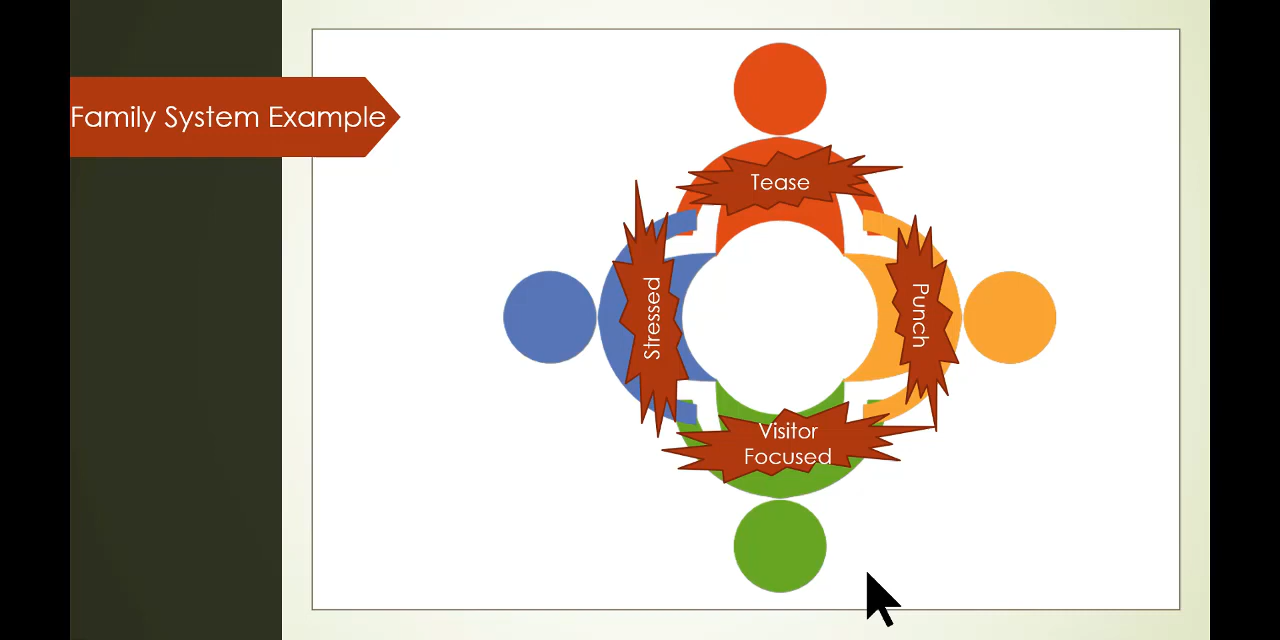 Family System Example
Tease
Stressed
Punch
Visitor
Focused